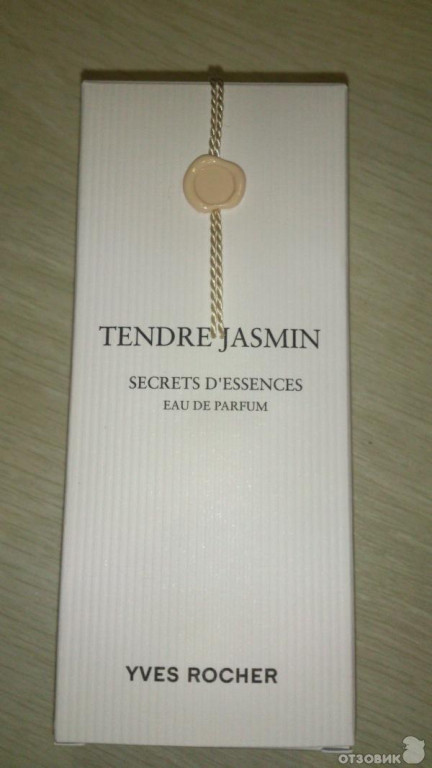 TENDRE JASMIN
SECRETS D'ESSENCES
EAU DE PARFUM
YVES ROCHER
ОТЗОВИК